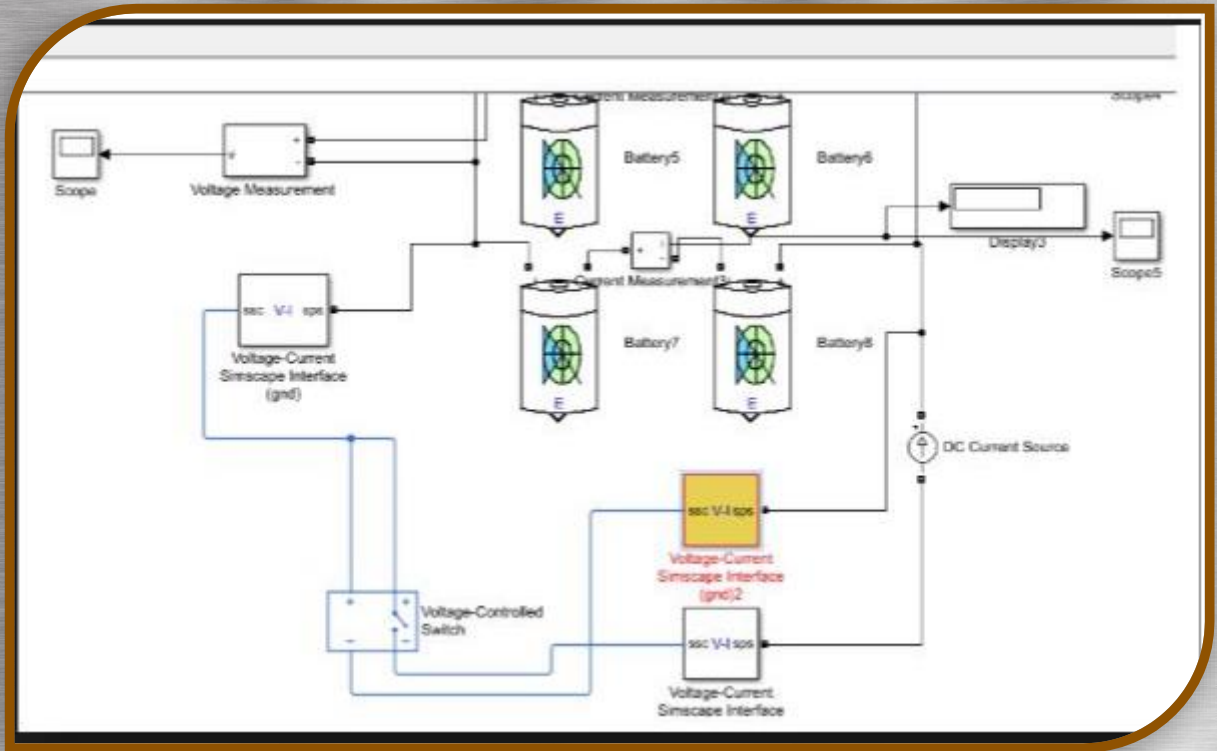 Scope4
Battery5
Battery6
+
-
v
Scope
Voltage Measurement
E
E
Display3
Scope5
Current Measurement3
ssc V-I sps
Voltage-Current
Simscape Interface
(gnd)
Battery7
Battery8
E
E
DC Current Source
ssc V-I sps
Voltage-Current
Simscape Interface
(gnd)2
+
+
-
-
Voltage-Controlled
Switch
ssc V-I sps
Voltage-Current
Simscape Interface